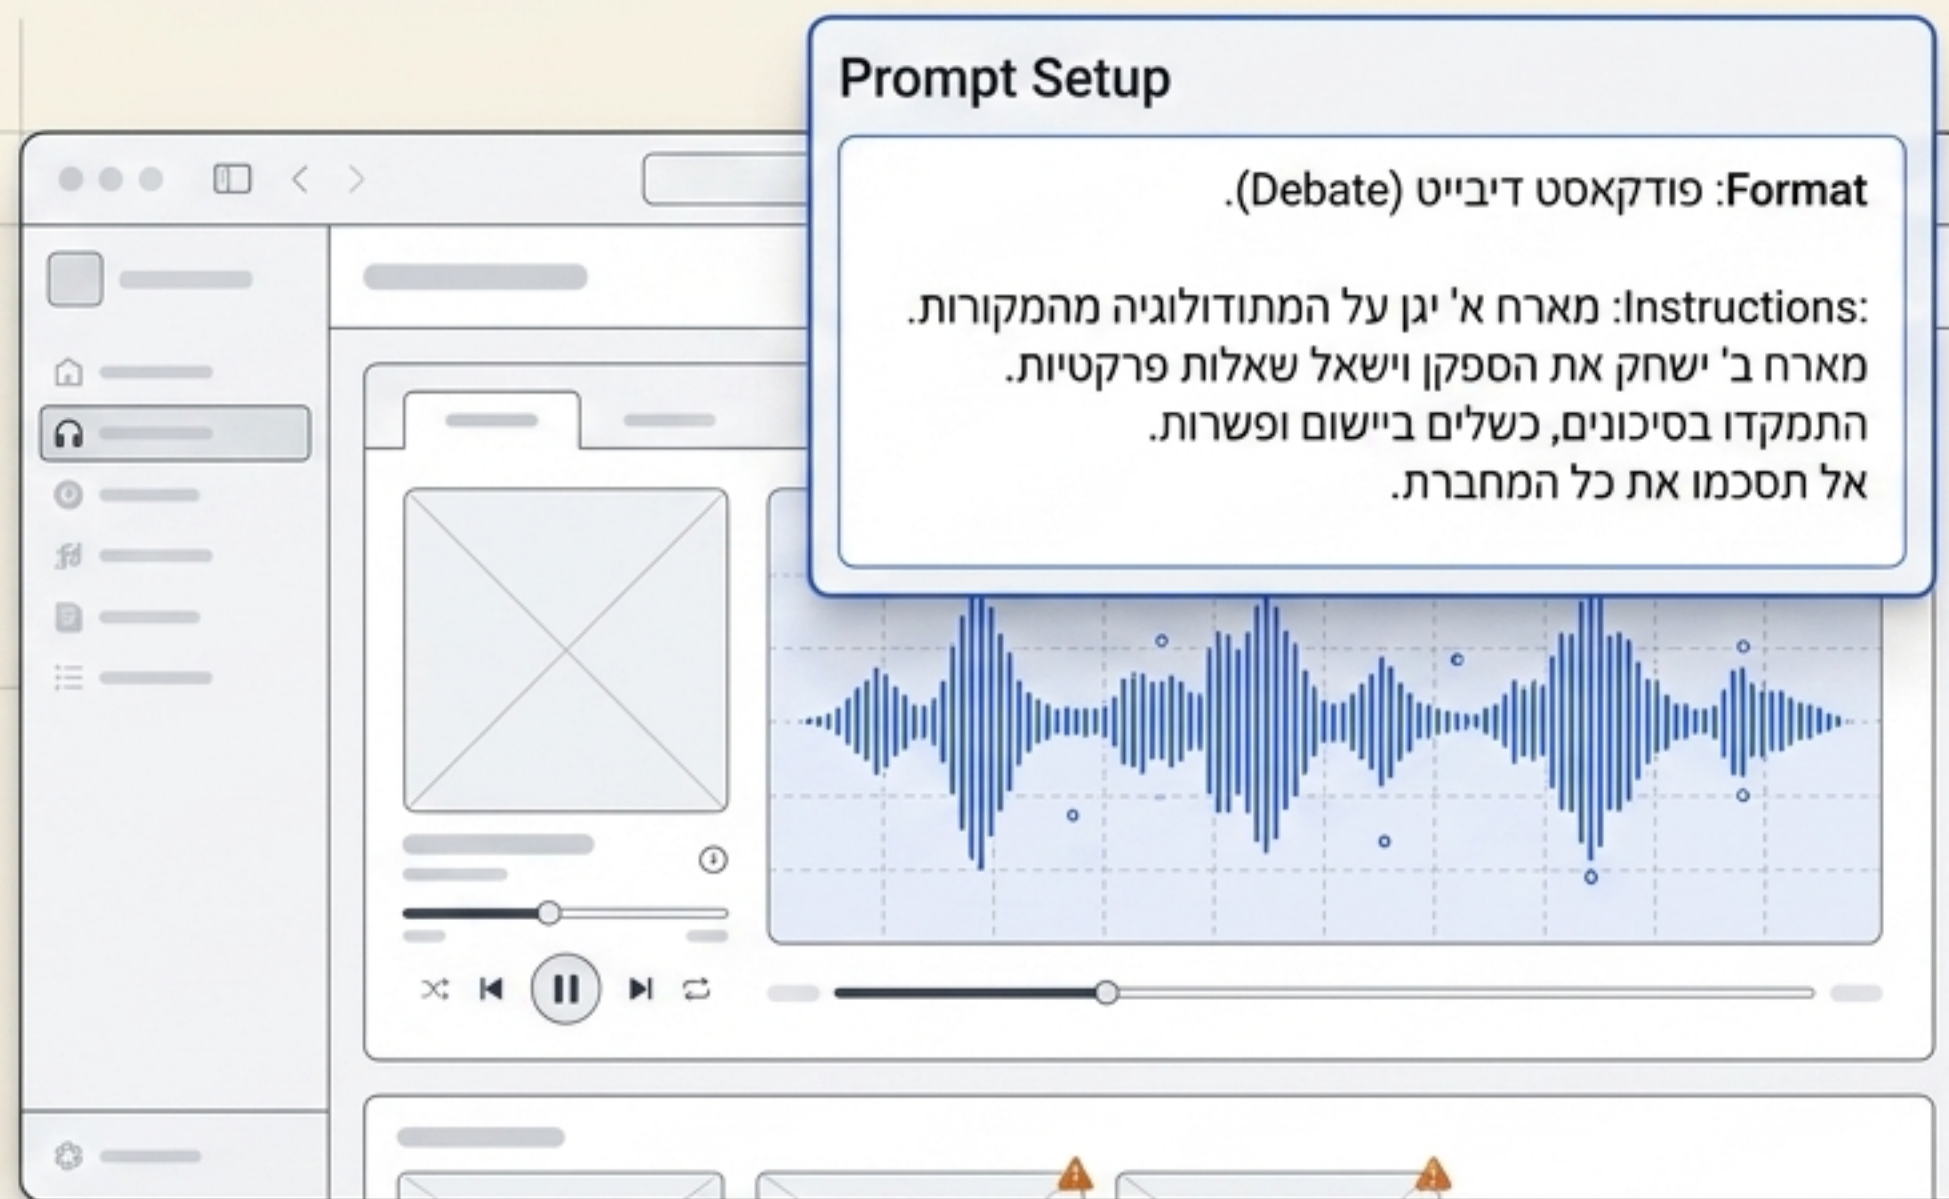 Prompt Setup
Format: פודקאסט דיבייט (Debate).
:Instructions: מארח א' יגן על המתודולוגיה מהמקורות.
מארח ב' ישחק את הספקן וישאל שאלות פרקטיות.
התמקדו בסיכונים, כשלים ביישום ופשרות.
אל תסכמו את כל המחברת.